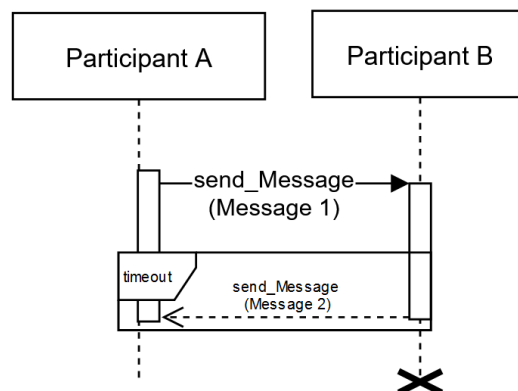 Participant A
Participant B
send_Message
(Message 1)
timeout
send_Message
(Message 2)